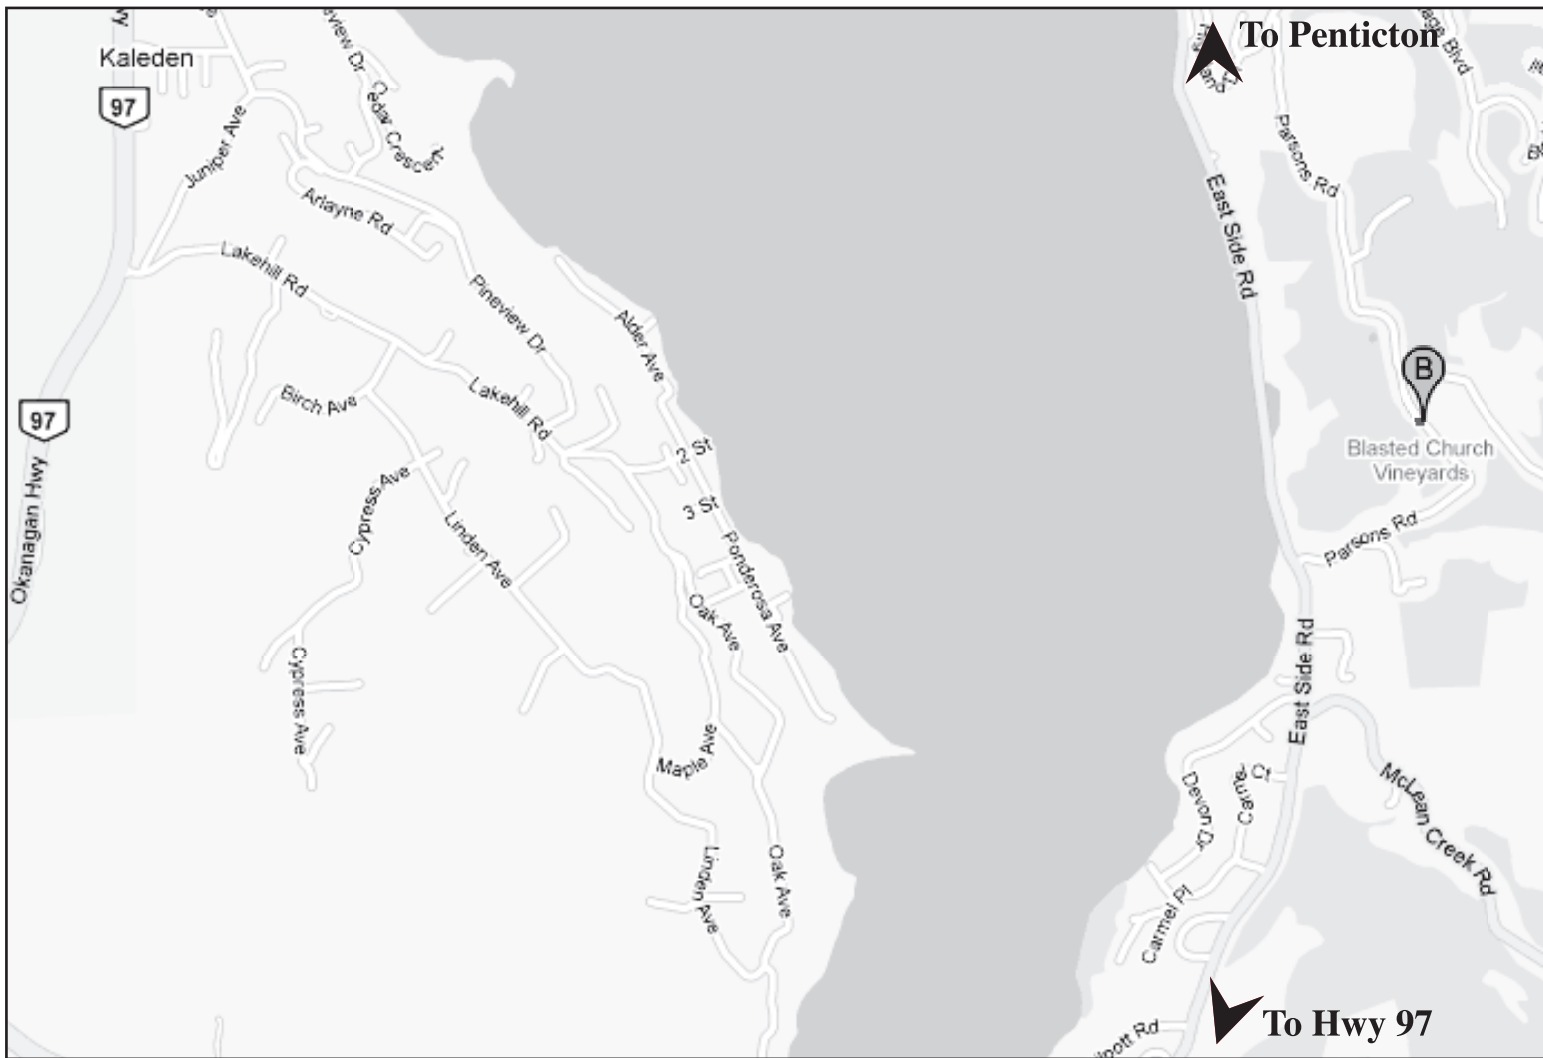 To Penticton
Kaleden
97
Juniper Ave
Cedar Crescent
Parsons Rd
Arlayne Rd
East Side Rd
Lakehill Rd
Pineview Dr
Alder Ave
B
Birch Ave
Lakehill Rd
97
Okanagan Hwy
2 St
Blasted Church
Vineyards
Cypress Ave
3 St
Linden Ave
Parsons Rd
Ponderosa Ave
Oak Ave
East Side Rd
Cypress Ave
Maple Ave
Devon Dr
Ct
McLean Creek Rd
Linden Ave
Oak Ave
Carmel Pl
To Hwy 97